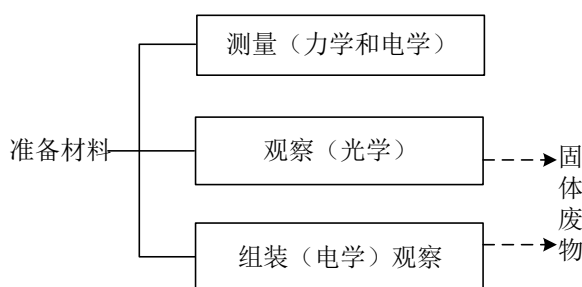 测量（力学和电学）
准备材料
观察（光学）
组装（电学）观察
固体废物